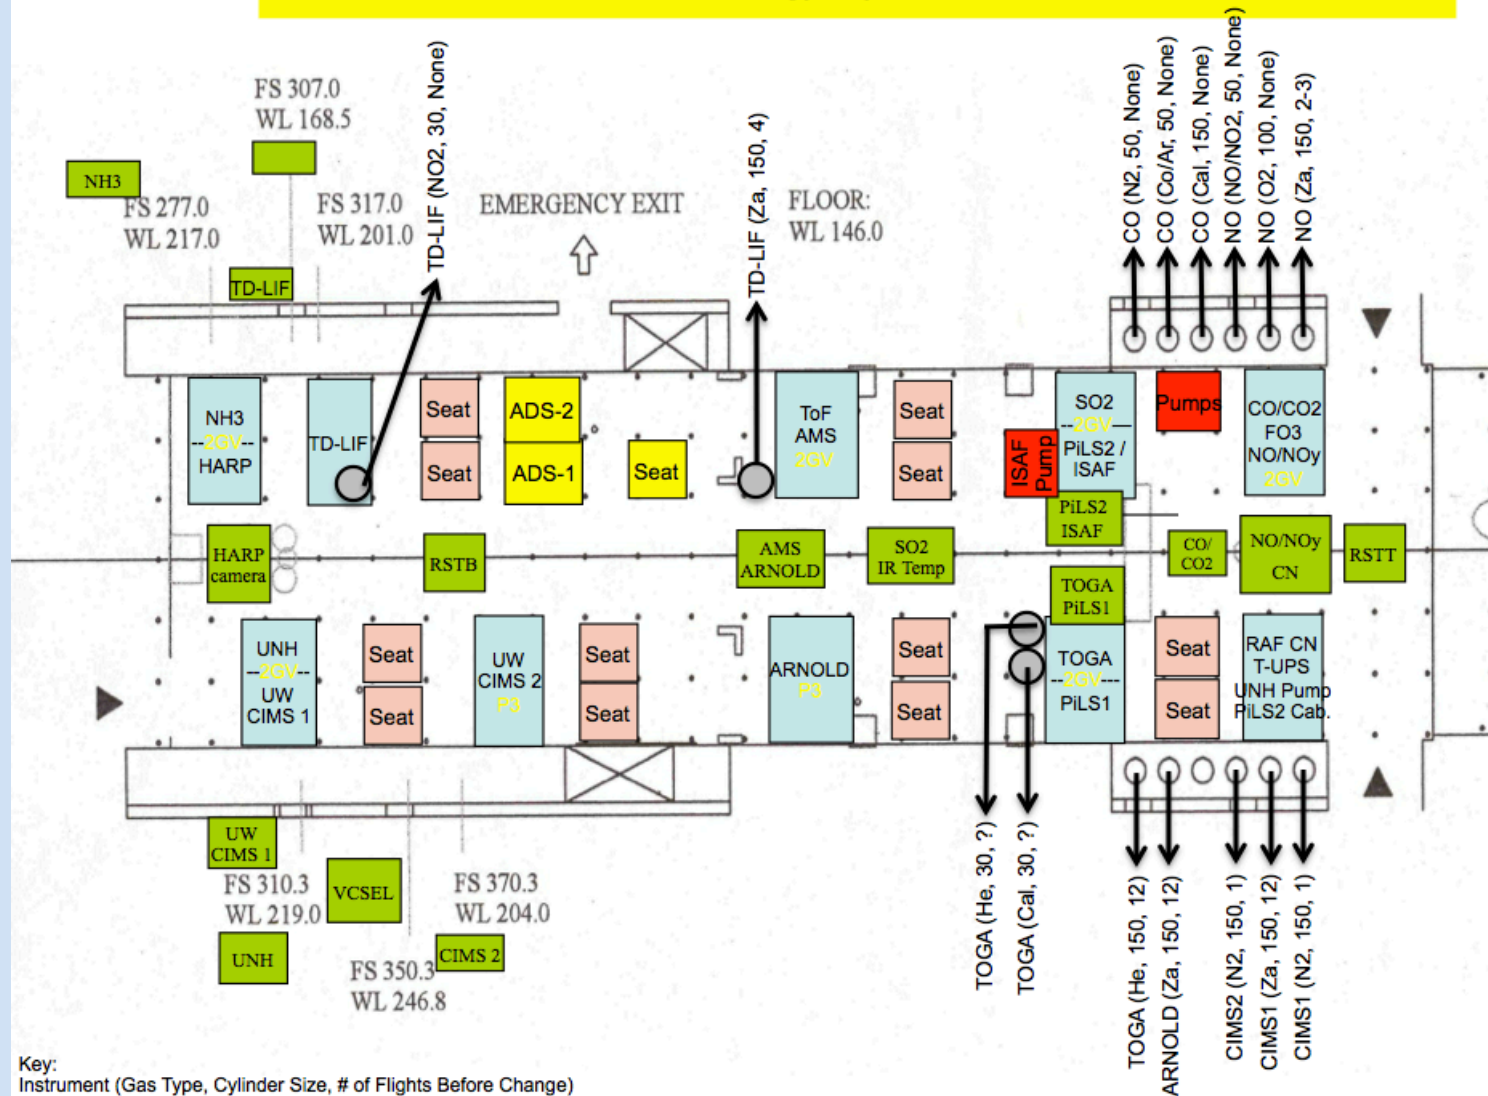 CO (N2, 50, None)
CO (Co/Ar, 50, None)
CO (Cal, 150, None)
NO (NO/NO2, 50, None)
NO (O2, 100, None)
NO (Za, 150, 2-3)
TD-LIF (NO2, 30, None)
TD-LIF (Za, 150, 4)
FS 307.0
WL 168.5
NH3
FS 277.0
WL 217.0
FS 317.0
WL 201.0
EMERGENCY EXIT
FLOOR:
WL 146.0
TD-LIF
NH3
--2GV--
HARP
TD-LIF
Seat
Seat
ADS-2
ADS-1
Seat
ToF
AMS
2GV
Seat
Seat
ISAF
Pump
SO2
--2GV--
PiLS2 /
ISAF
Pumps
CO/CO2
FO3
NO/NOy
2GV
HARP
camera
RSTB
AMS
ARNOLD
SO2
IR Temp
PiLS2
ISAF
TOGA
PiLS1
CO/
CO2
NO/NOy
CN
RSTT
UNH
--2GV--
UW
CIMS 1
Seat
Seat
UW
CIMS 2
P3
Seat
Seat
ARNOLD
P3
Seat
Seat
TOGA
--2GV---
PiLS1
Seat
Seat
RAF CN
T-UPS
UNH Pump
PiLS2 Cab.
UW
CIMS 1
FS 310.3
WL 219.0
VCSEL
FS 370.3
WL 204.0
UNH
CIMS 2
FS 350.3
WL 246.8
TOGA (He, 30, ?)
TOGA (Cal, 30, ?)
TOGA (He, 150, 12)
ARNOLD (Za, 150, 12)
CIMS2 (N2, 150, 1)
CIMS1 (Za, 150, 12)
CIMS1 (N2, 150, 1)
Key:
Instrument (Gas Type, Cylinder Size, # of Flights Before Change)